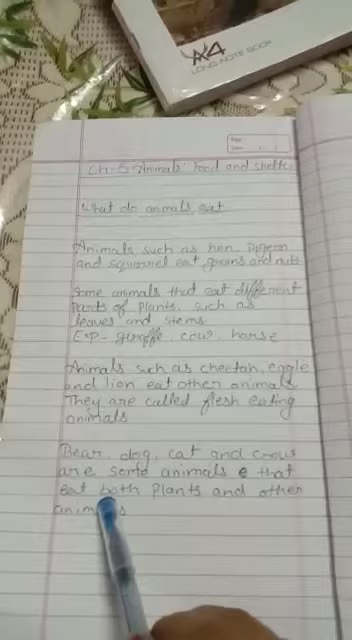 A4
LONG NOTE BOOK
Ch-5 Animals' Food and shelter
What do animals eat
Animals such as hen, Pigeon
and squirrel eat grains and nuts.
Some animals that eat different
parts of plants, such as
leaves and stems.
Exp- giraffe, cow, horse
Animals such as cheetah, eagle
and lion eat other animals
They are called flesh eating
animals
Bear, dog, cat and crow
are some animals e that
eat both Plants and other
animals